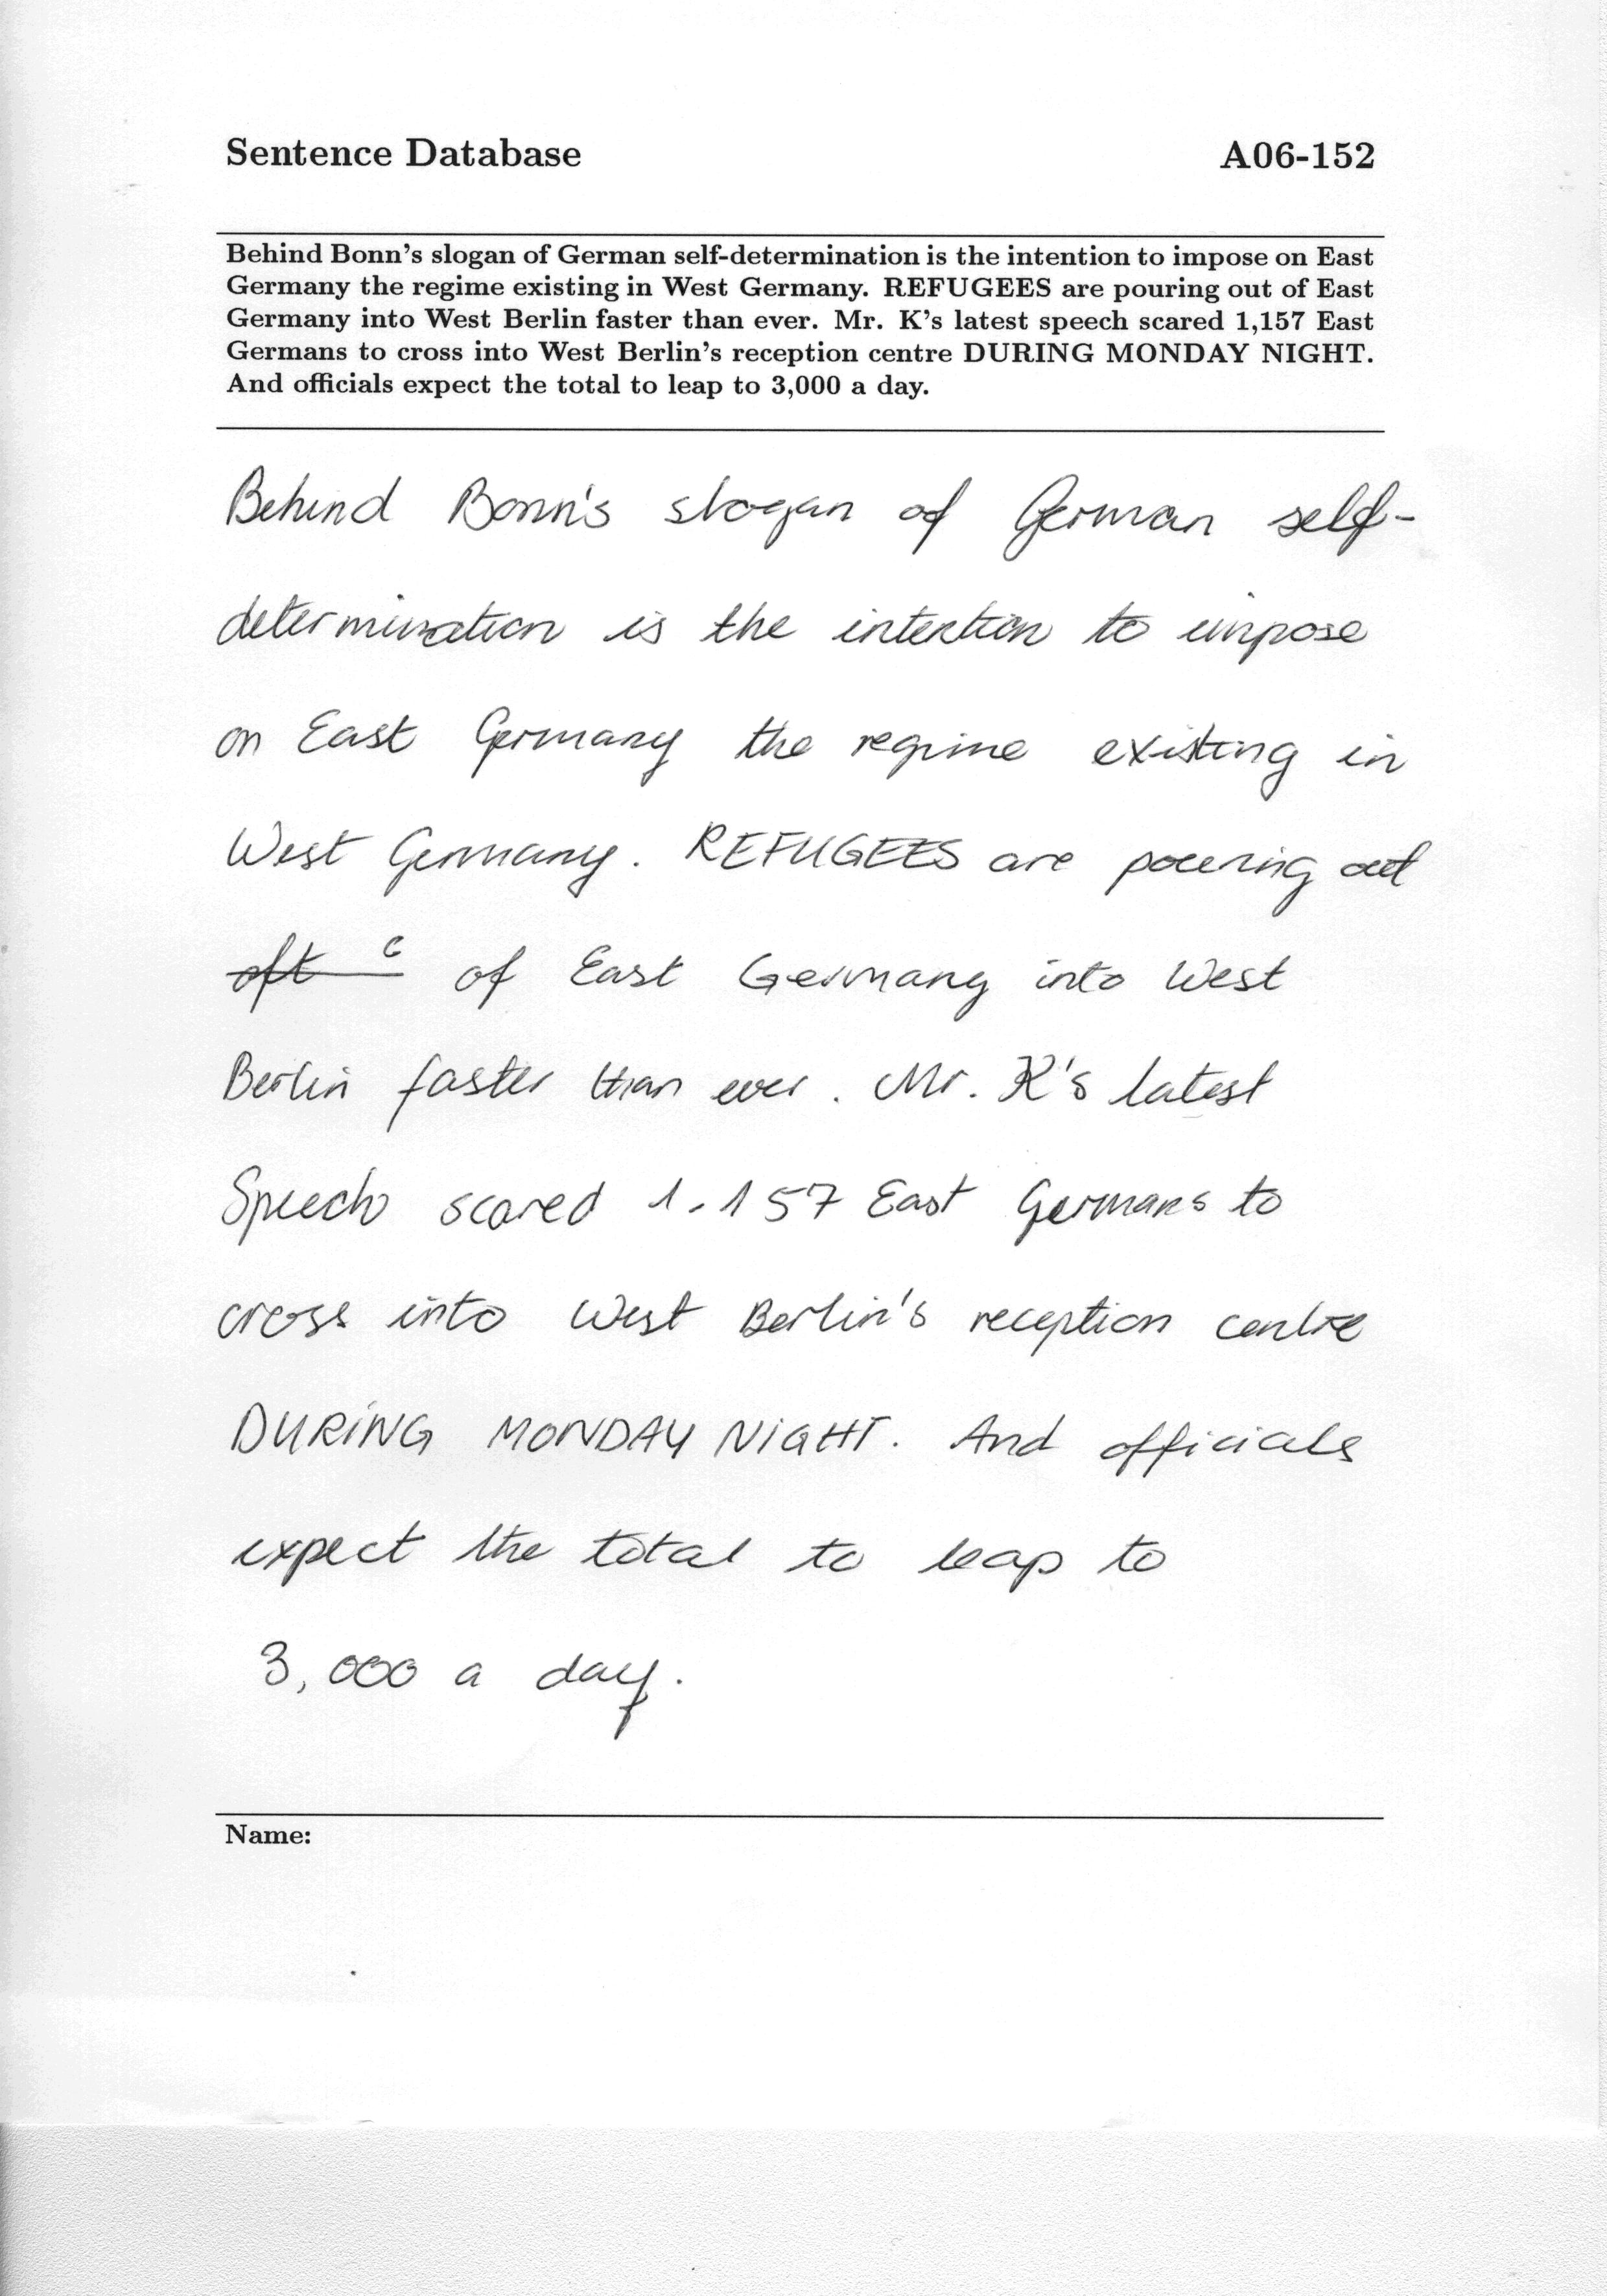 Sentence Database A06-152
Behind Bonn's slogan of German self-determination is the intention to impose on East
Germany the regime existing in West Germany. REFUGEES are pouring out of East
Germany into West Berlin faster than ever. Mr. K's latest speech scared 1,157 East
Germans to cross into West Berlin's reception centre DURING MONDAY NIGHT.
And officials expect the total to leap to 3,000 a day.
Behind Bonn's slogan of German self-
determination is the intention to impose
on East Germany the regime existing in
West Germany. REFUGEES are pouring out
of East Germany into West
Berlin faster than ever. Mr. K's latest
Speech scared 1.157 East Germans to
cross into West Berlin's reception centre
DURING MONDAY NIGHT. And officials
expect the total to leap to
3,000 a day.
Name: